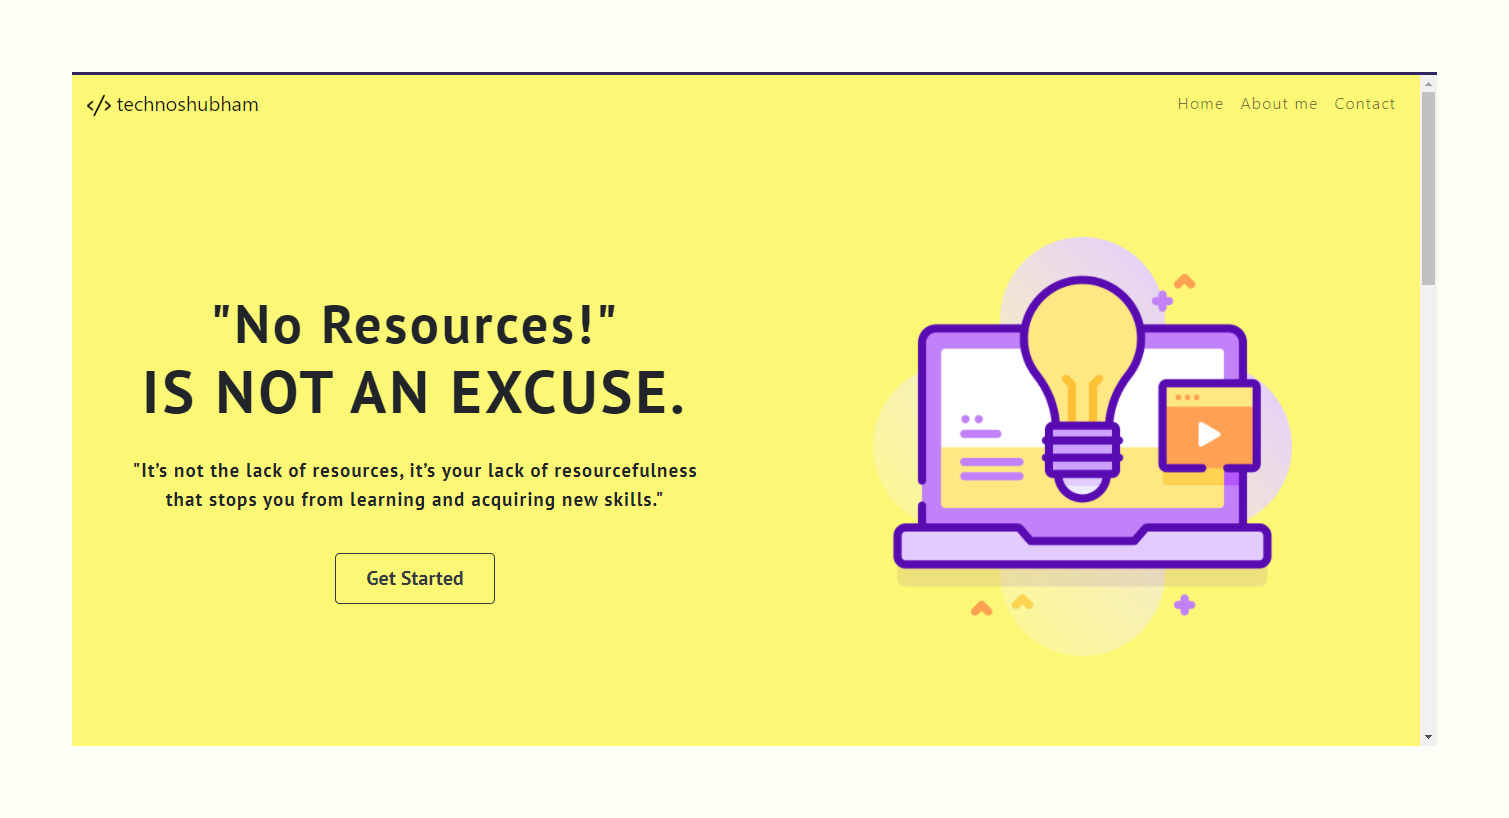 </> technoshubham
Home About me Contact
"No Resources!"
IS NOT AN EXCUSE.
"It’s not the lack of resources, it’s your lack of resourcefulness
that stops you from learning and acquiring new skills."
Get Started